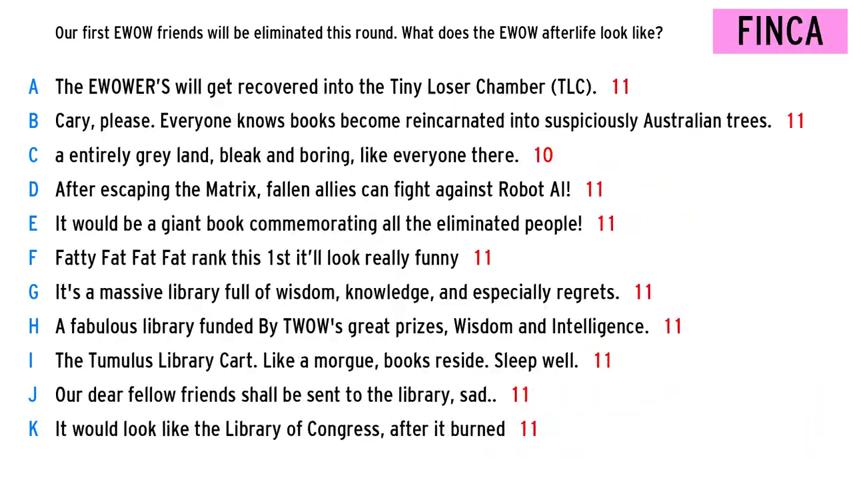 Our first EWOW friends will be eliminated this round. What does the EWOW afterlife look like?
FINCA
A The EWOWER'S will get recovered into the Tiny Loser Chamber (TLC). 11
B Cary, please. Everyone knows books become reincarnated into suspiciously Australian trees. 11
C a entirely grey land, bleak and boring, like everyone there. 10
D After escaping the Matrix, fallen allies can fight against Robot AI! 11
E It would be a giant book commemorating all the eliminated people! 11
F Fatty Fat Fat Fat rank this 1st it'll look really funny 11
G It's a massive library full of wisdom, knowledge, and especially regrets. 11
H A fabulous library funded By TWOW's great prizes, Wisdom and Intelligence. 11
I The Tumulus Library Cart. Like a morgue, books reside. Sleep well. 11
J Our dear fellow friends shall be sent to the library, sad.. 11
K It would look like the Library of Congress, after it burned 11